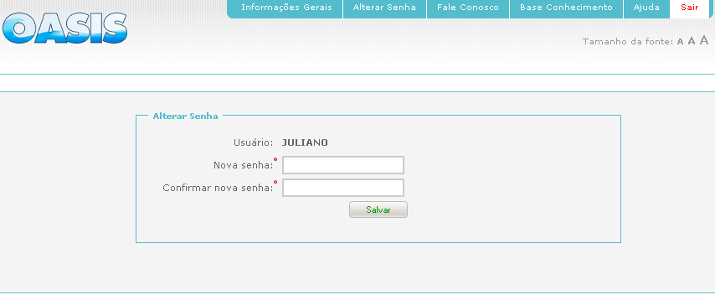 Informações Gerais Alterar Senha Fale Conosco Base Conhecimento Ajuda Sair
OASIS
Tamanho da fonte: A A A
Alterar Senha
Usuário: JULIANO
Nova senha:*
Confirmar nova senha:*
Salvar